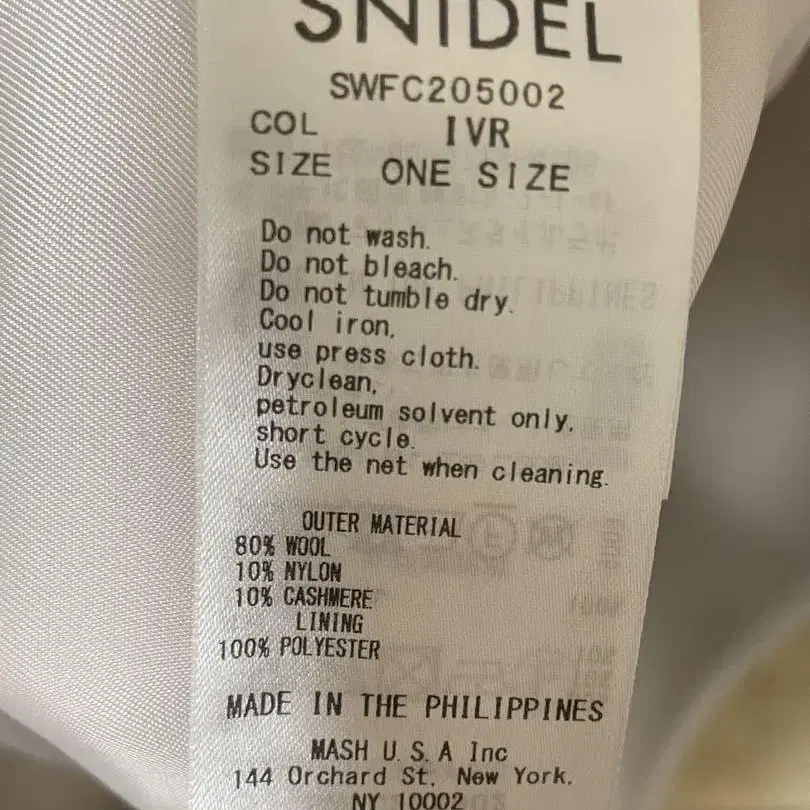 SNIDEL
SWFC205002
COL IVR
SIZE ONE SIZE
Do not wash.
Do not bleach.
Do not tumble dry.
Cool iron,
use press cloth.
Dryclean,
petroleum solvent only,
short cycle.
Use the net when cleaning.
OUTER MATERIAL
80% WOOL
10% NYLON
10% CASHMERE
LINING
100% POLYESTER
MADE IN THE PHILIPPINES
MASH U.S.A Inc
144 Orchard St, New York.
NY 10002